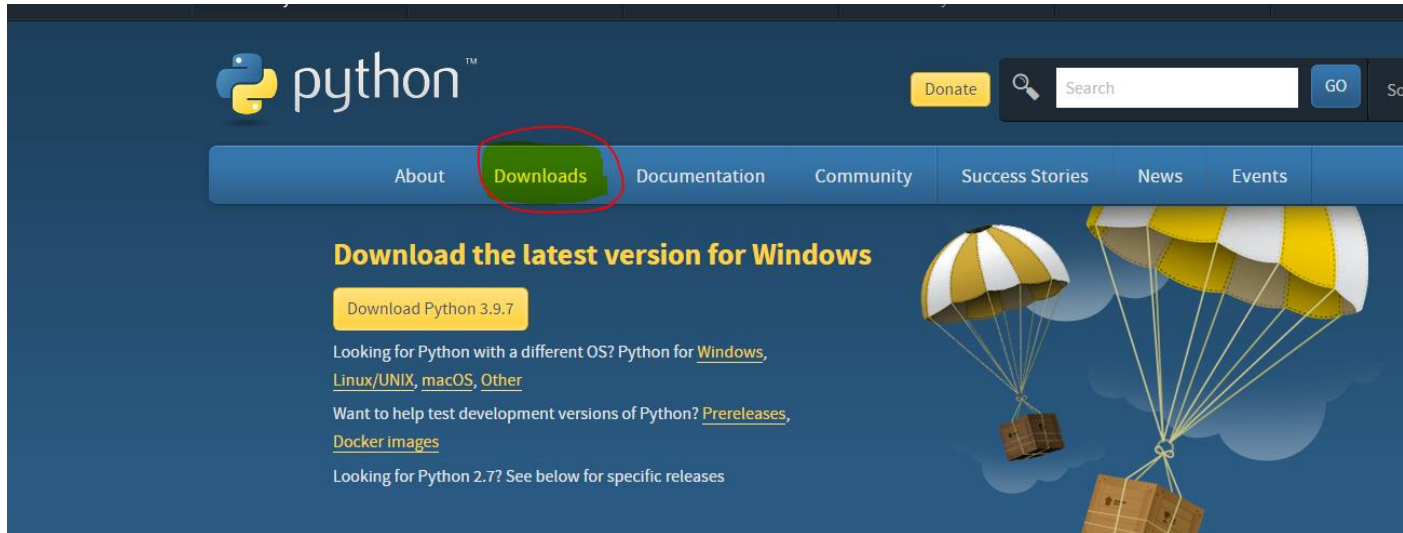 python™
Donate
Search
GO
About
Downloads
Documentation
Community
Success Stories
News
Events
Download the latest version for Windows
Download Python 3.9.7
Looking for Python with a different OS? Python for Windows,
Linux/UNIX, macOS, Other
Want to help test development versions of Python? Prereleases,
Docker images
Looking for Python 2.7? See below for specific releases